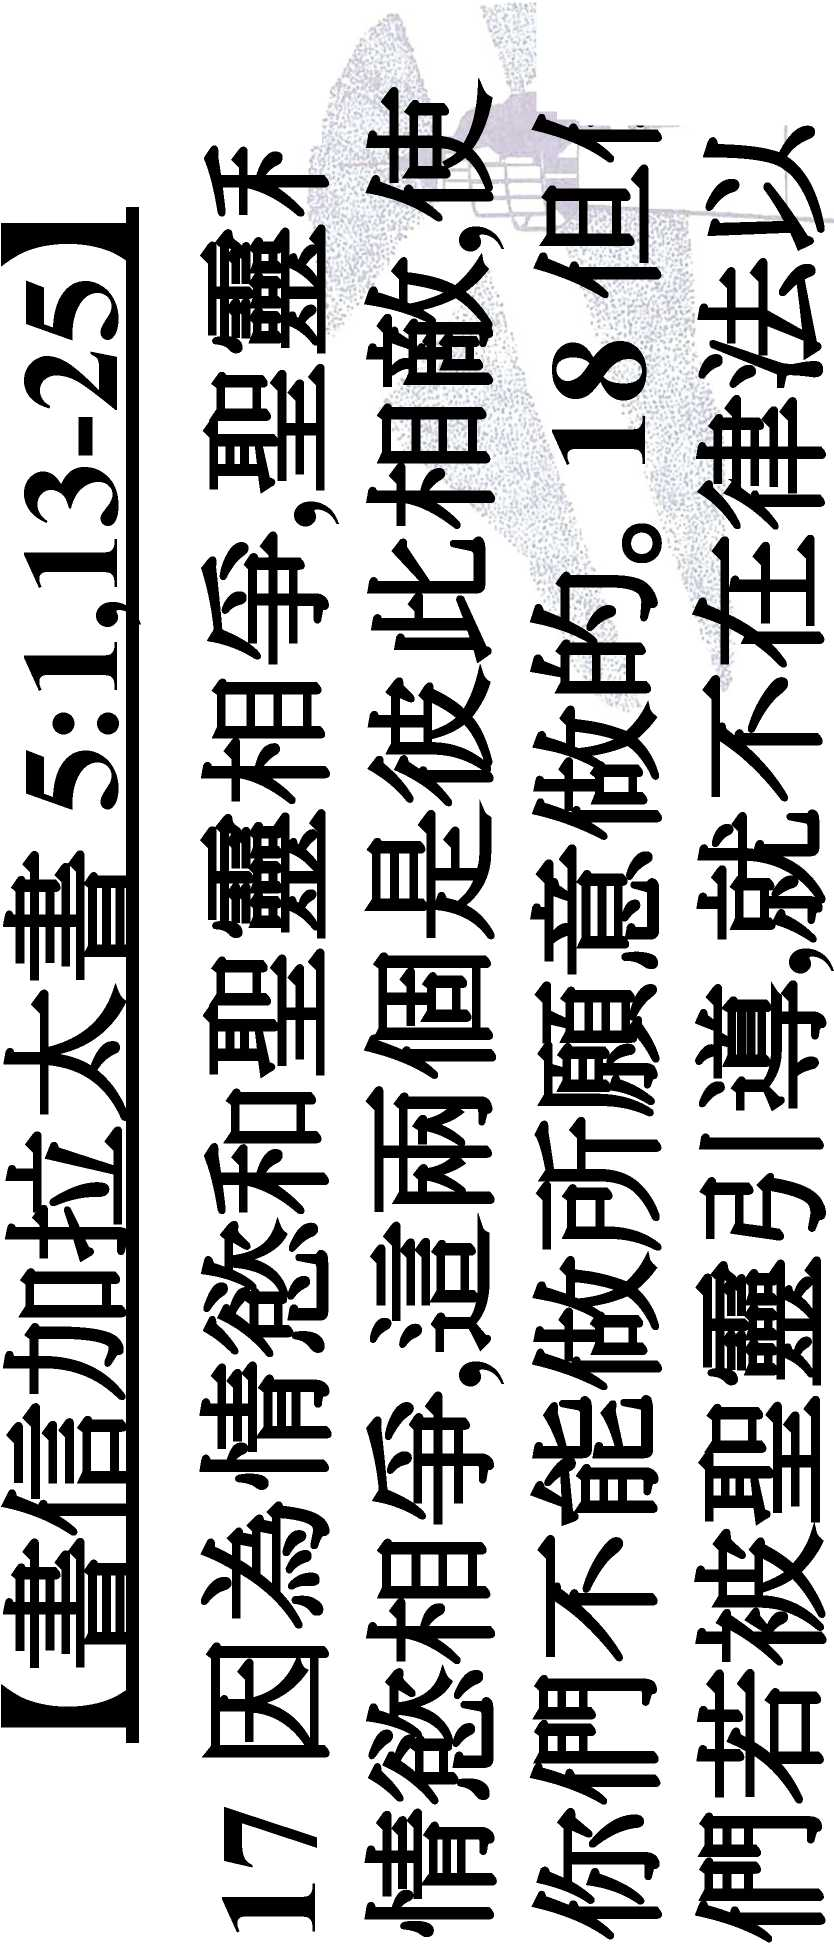 【書信加拉太書 5:1,13-25】
17 因為情慾和聖靈相爭,聖靈和
情慾相爭,這兩個是彼此相敵,使
你們不能做所願意做的。18 但你
們若被聖靈引導,就不在律法以